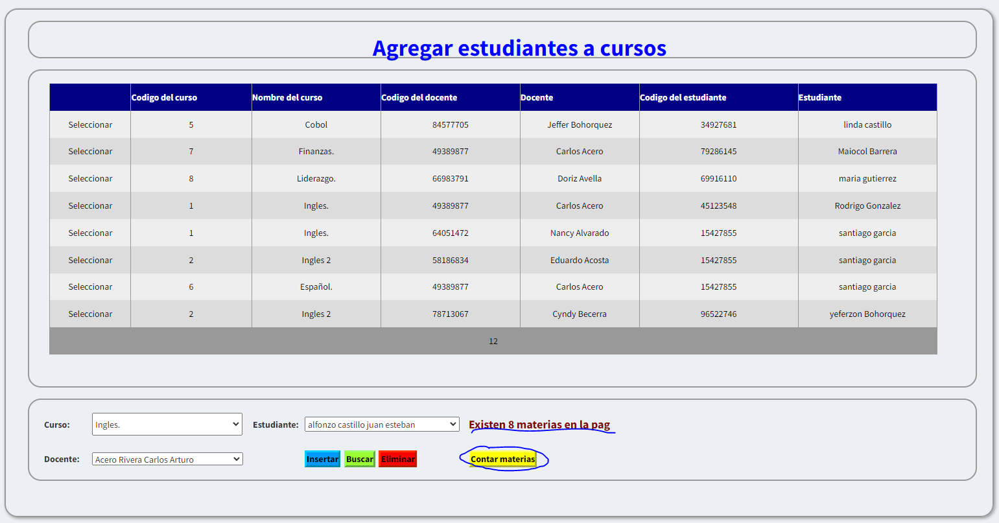 Agregar estudiantes a cursos
Codigo del curso Nombre del curso Codigo del docente Docente Codigo del estudiante Estudiante
Seleccionar 5 Cobol 84577705 Jeffer Bohorquez 34927681 linda castillo
Seleccionar 7 Finanzas. 49389877 Carlos Acero 79286145 Maiocol Barrera
Seleccionar 8 Liderazgo. 66983791 Doriz Avella 69916110 maria gutierrez
Seleccionar 1 Ingles. 49389877 Carlos Acero 45123548 Rodrigo Gonzalez
Seleccionar 1 Ingles. 64051472 Nancy Alvarado 15427855 santiago garcia
Seleccionar 2 Ingles 2 58186834 Eduardo Acosta 15427855 santiago garcia
Seleccionar 6 Español. 49389877 Carlos Acero 15427855 santiago garcia
Seleccionar 2 Ingles 2 78713067 Cyndy Becerra 96522746 yeferzon Bohorquez
12
Curso: Ingles. Estudiante: alfonzo castillo juan esteban Existen 8 materias en la pag
Docente: Acero Rivera Carlos Arturo Insertar Buscar Eliminar Contar materias